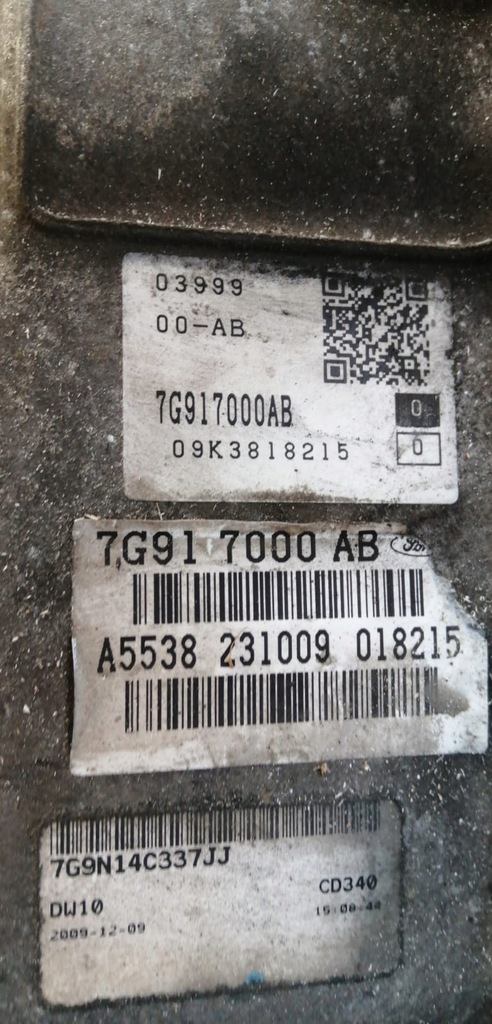 03999
00-AB
7G917000AB
0
09K3818215
0
7G91 7000 AB
Ford
A5538 231009 018215
7G9N14C337JJ
DW10
CD340
2009-12-09
15:08:44